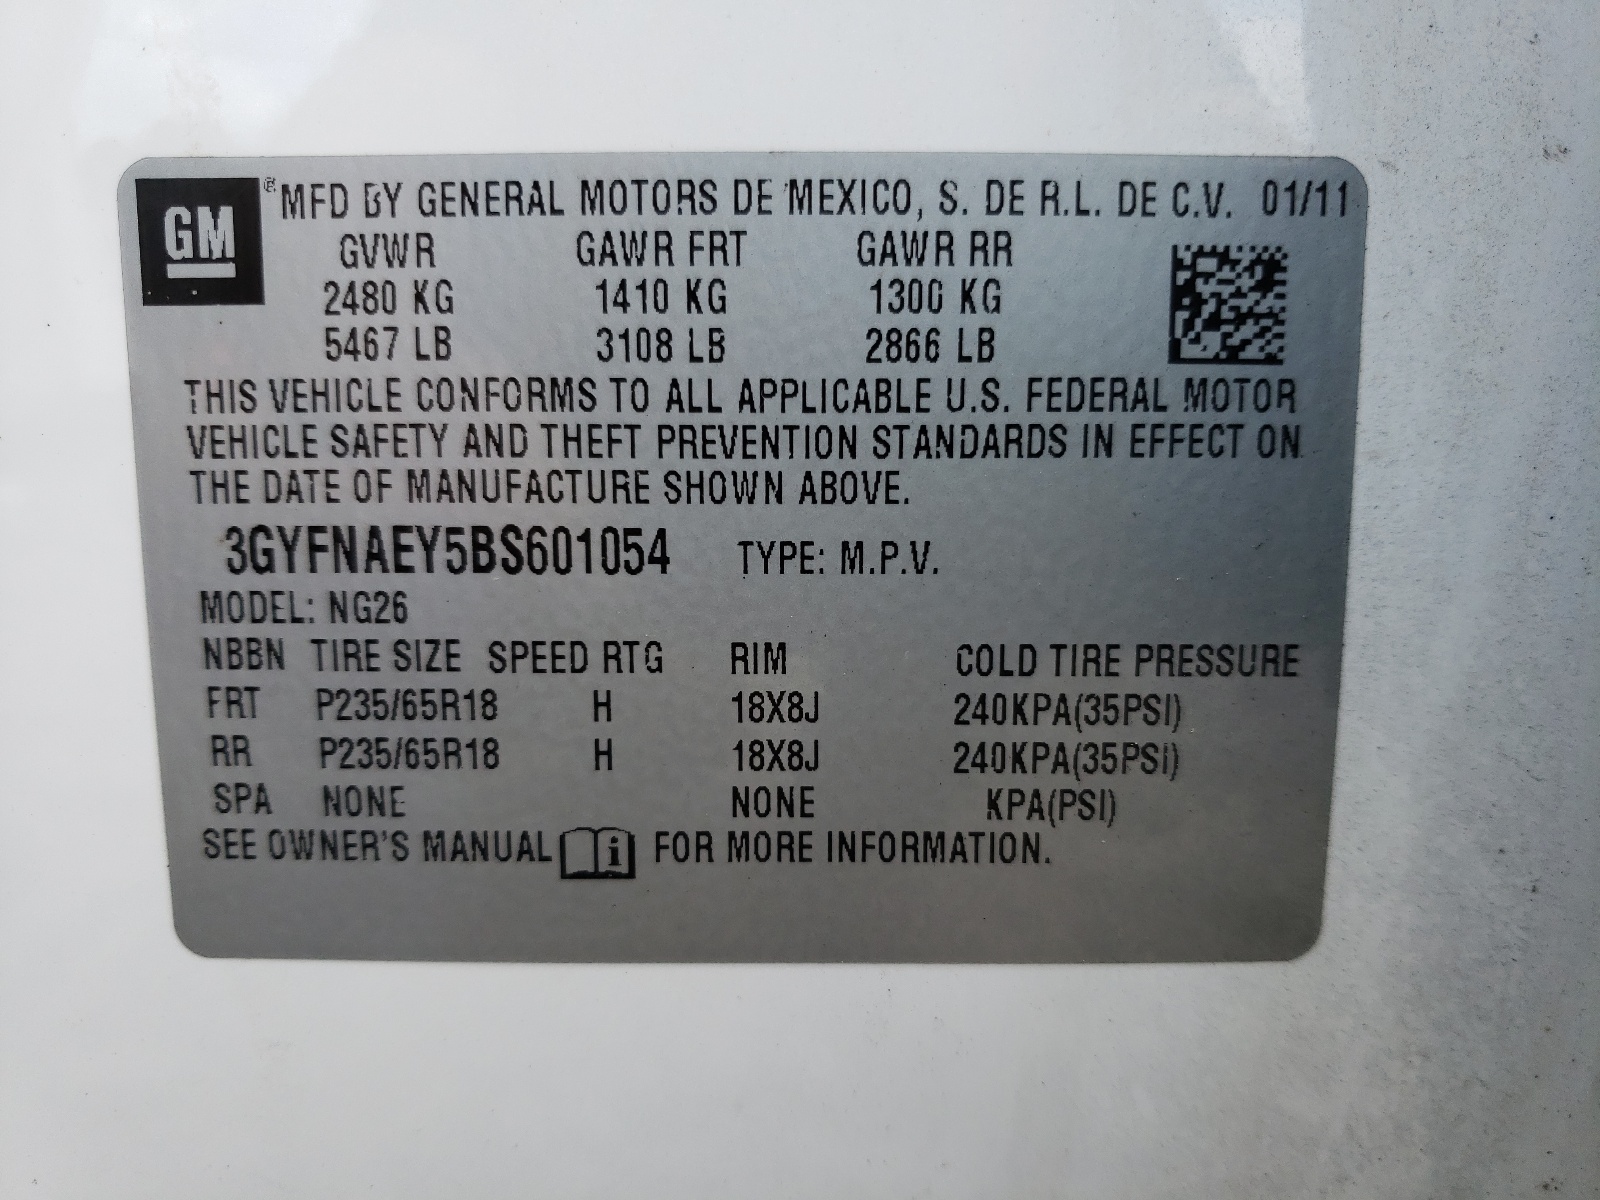 GM ® MFD BY GENERAL MOTORS DE MEXICO, S. DE R.L. DE C.V. 01/11
GVWR GAWR FRT GAWR RR
2480 KG 1410 KG 1300 KG
5467 LB 3108 LB 2866 LB
THIS VEHICLE CONFORMS TO ALL APPLICABLE U.S. FEDERAL MOTOR
VEHICLE SAFETY AND THEFT PREVENTION STANDARDS IN EFFECT ON
THE DATE OF MANUFACTURE SHOWN ABOVE.
3GYFNAEY5BS601054 TYPE: M.P.V.
MODEL: NG26
NBBN TIRE SIZE SPEED RTG RIM COLD TIRE PRESSURE
FRT P235/65R18 H 18X8J 240KPA(35PSI)
RR P235/65R18 H 18X8J 240KPA(35PSI)
SPA NONE NONE KPA(PSI)
SEE OWNER'S MANUAL i FOR MORE INFORMATION.